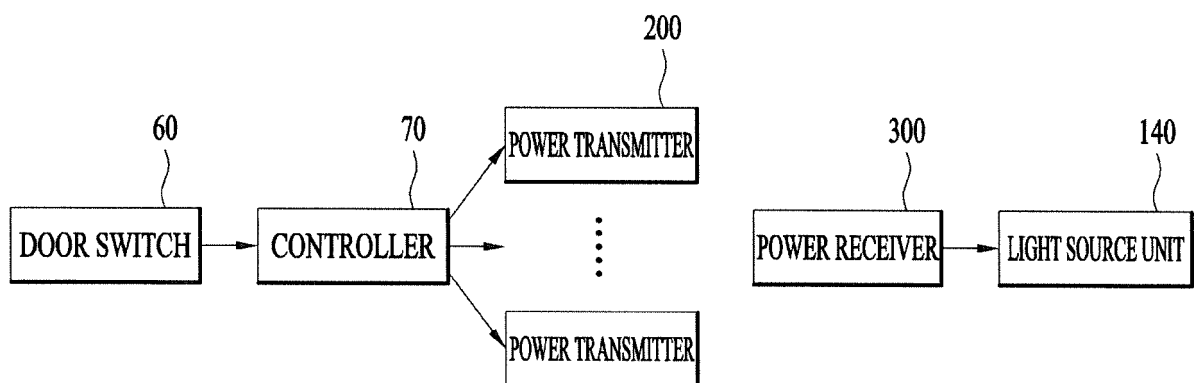 200
60
70
POWER TRANSMITTER
300
140
DOOR SWITCH
CONTROLLER
POWER RECEIVER
LIGHT SOURCE UNIT
POWER TRANSMITTER